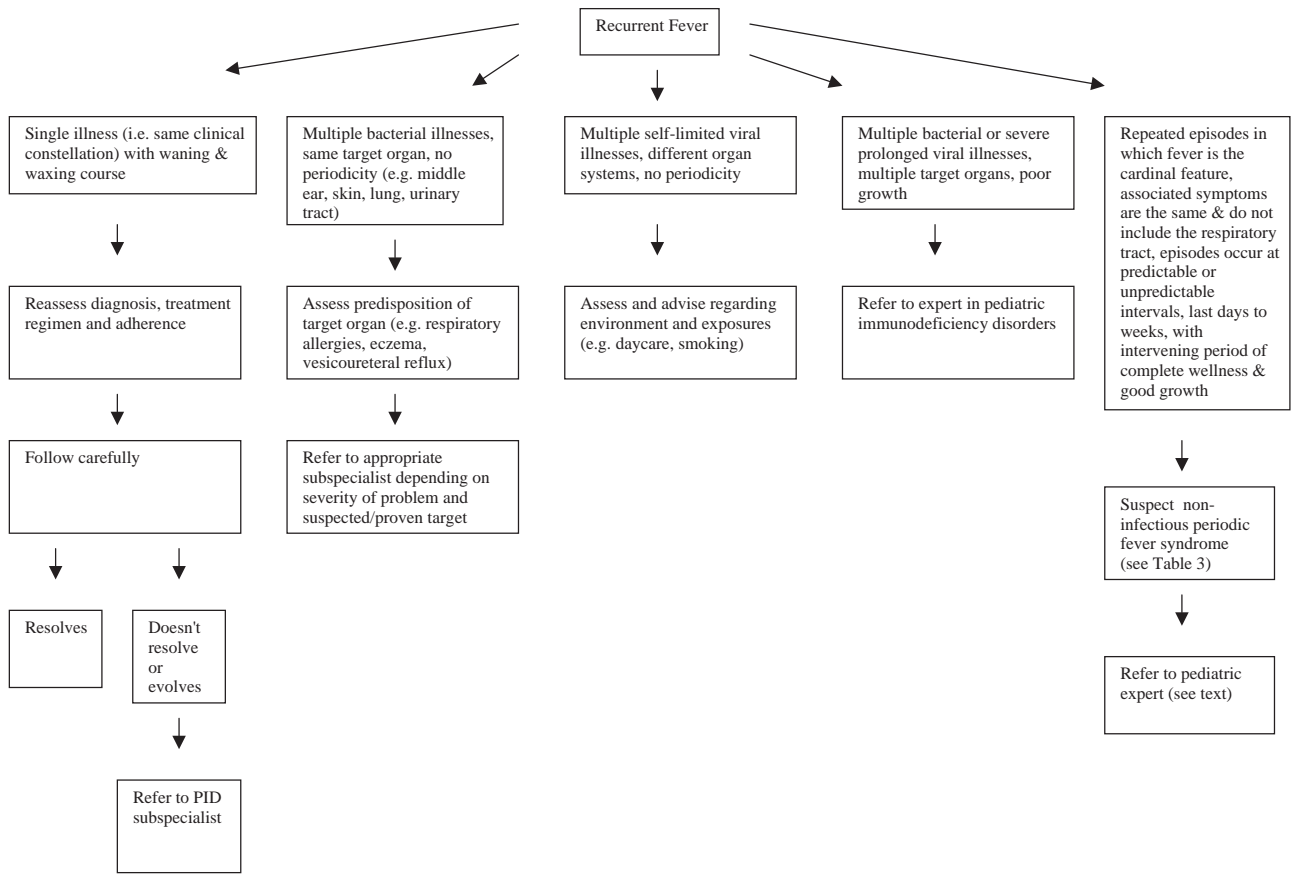 Recurrent Fever
Single illness (i.e. same clinical
constellation) with waning &
waxing course
Multiple bacterial illnesses,
same target organ, no
periodicity (e.g. middle
ear, skin, lung, urinary
tract)
Multiple self-limited viral
illnesses, different organ
systems, no periodicity
Multiple bacterial or severe
prolonged viral illnesses,
multiple target organs, poor
growth
Repeated episodes in
which fever is the
cardinal feature,
associated symptoms
are the same & do not
include the respiratory
tract, episodes occur at
predictable or
unpredictable
intervals, last days to
weeks, with
intervening period of
complete wellness &
good growth
Reassess diagnosis, treatment
regimen and adherence
Assess predisposition of
target organ (e.g. respiratory
allergies, eczema,
vesicoureteral reflux)
Assess and advise regarding
environment and exposures
(e.g. daycare, smoking)
Refer to expert in pediatric
immunodeficiency disorders
Follow carefully
Refer to appropriate
subspecialist depending on
severity of problem and
suspected/proven target
Suspect non-
infectious periodic
fever syndrome
(see Table 3)
Resolves
Doesn't
resolve
or
evolves
Refer to pediatric
expert (see text)
Refer to PID
subspecialist